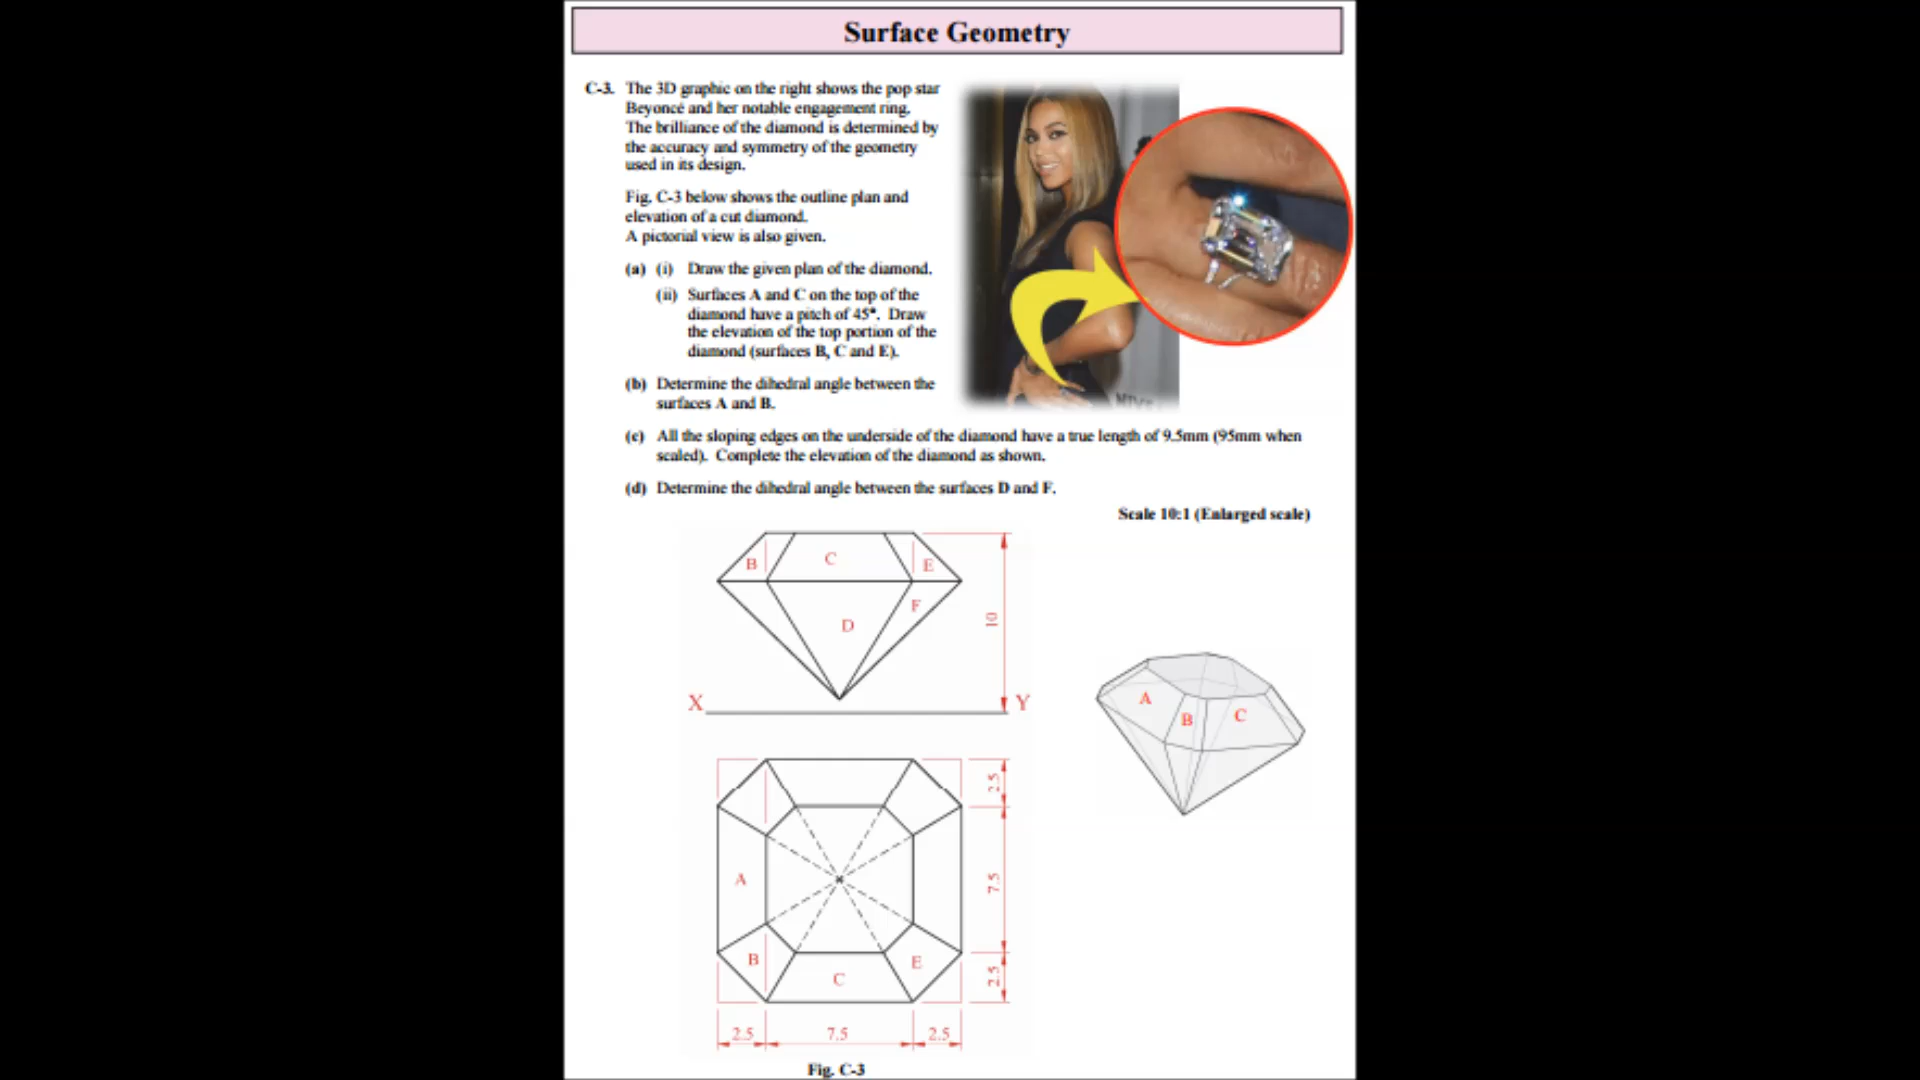 Surface Geometry
C-3. The 3D graphic on the right shows the pop star
Beyoncé and her notable engagement ring.
The brilliance of the diamond is determined by
the accuracy and symmetry of the geometry
used in its design.
Fig. C-3 below shows the outline plan and
elevation of a cut diamond.
A pictorial view is also given.
(a) (i) Draw the given plan of the diamond.
(ii) Surfaces A and C on the top of the
diamond have a pitch of 45°. Draw
the elevation of the top portion of the
diamond (surfaces B, C and E).
(b) Determine the dihedral angle between the
surfaces A and B.
(c) All the sloping edges on the underside of the diamond have a true length of 9.5mm (95mm when
scaled). Complete the elevation of the diamond as shown.
(d) Determine the dihedral angle between the surfaces D and F.
Scale 10:1 (Enlarged scale)
B C E
F
D
10
X Y
A
B C
2.5
7.5
A
B E
C
2.5
2.5 7.5 2.5
Fig. C-3